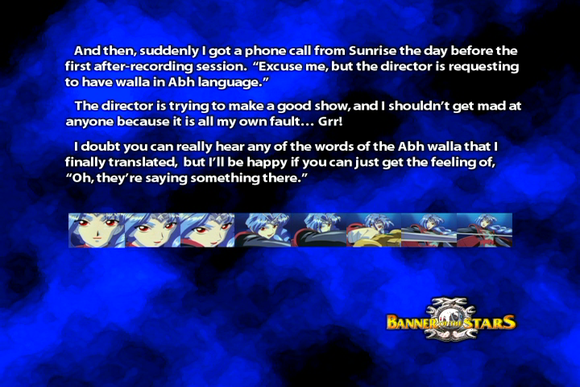 And then, suddenly I got a phone call from Sunrise the day before the
first after-recording session. “Excuse me, but the director is requesting
to have walla in Abh language.”
The director is trying to make a good show, and I shouldn’t get mad at
anyone because it is all my own fault... Grr!
I doubt you can really hear any of the words of the Abh walla that I
finally translated, but I’ll be happy if you can just get the feeling of,
“Oh, they’re saying something there.”
BANNER OF THE STARS